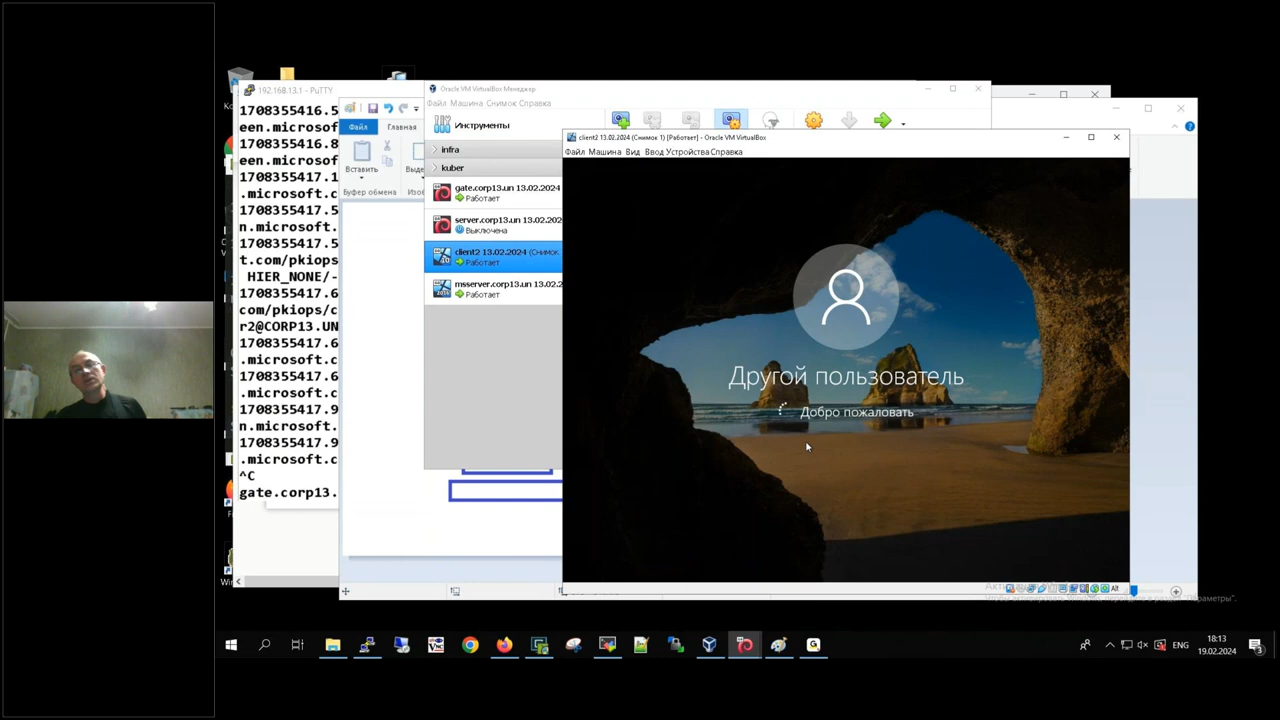 192.168.13.1 - PuTTY
1708355416.5
een.microsof
1708355416.8
een.microsof
1708355417.1
.microsoft.c
1708355417.5
n.microsoft.
1708355417.5
t.com/pkiops
HIER_NONE/-
1708355417.6
com/pkiops/c
r2@CORP13.UN
1708355417.6
.microsoft.c
1708355417.6
.microsoft.c
1708355417.9
n.microsoft.c
1708355417.9
.microsoft.c
^C
gate.corp13.
Файл
Главная
Вставить
Выде
Буфер обмена
Изоб
Oracle VM VirtualBox Менеджер
Файл Машина Снимок Справка
Инструменты
infra
kuber
gate.corp13.un 13.02.2024
Работает
server.corp13.un 13.02.202
Выключена
client2 13.02.2024 (Снимок
Работает
msserver.corp13.un 13.02.2
Работает
client2 13.02.2024 (Снимок 1) [Работает] - Oracle VM VirtualBox
Файл Машина Вид Ввод Устройства Справка
Другой пользователь
Добро пожаловать
Alt
ENG
18:13
19.02.2024
3